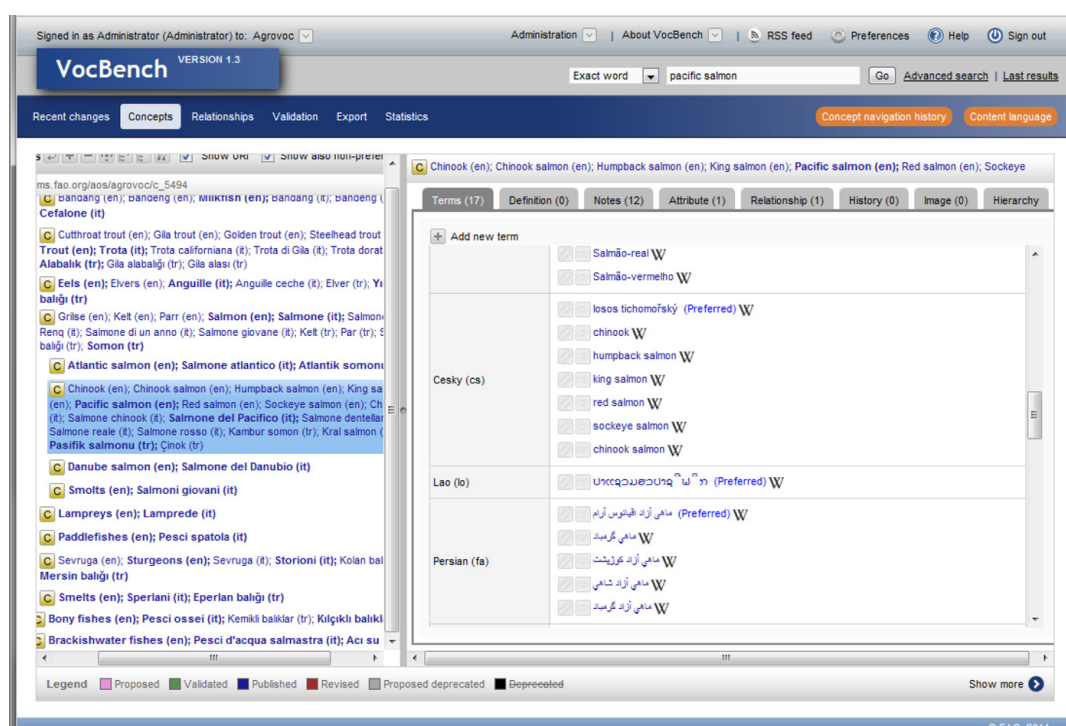 Signed in as Administrator (Administrator) to: Agrovoc
Administration | About VocBench | RSS feed Preferences Help Sign out
VocBench VERSION 1.3
Exact word pacific salmon Go Advanced search | Last results
Recent changes Concepts Relationships Validation Export Statistics Concept navigation history Content language
Show URI Show also non-prefer
ms.fao.org/aos/agrovoc/c_5494
C Bandang (en); Bandeng (en); Milkfish (en); Bandang (it); Bandeng (
Cefalone (it)
C Cutthroat trout (en); Gila trout (en); Golden trout (en); Steelhead trout
Trout (en); Trota (it); Trota californiana (it); Trota di Gila (it); Trota dorat
Alabalık (tr); Gila alabalığı (tr); Gila alası (tr)
C Eels (en); Elvers (en); Anguille (it); Anguille ceche (it); Elver (tr); Yı
balığı (tr)
C Grilse (en); Kelt (en); Parr (en); Salmon (en); Salmone (it); Salmon
Renq (it); Salmone di un anno (it); Salmone giovane (it); Kelt (tr); Par (tr); S
balığı (tr); Somon (tr)
C Atlantic salmon (en); Salmone atlantico (it); Atlantik somonu
C Chinook (en); Chinook salmon (en); Humpback salmon (en); King sa
(en); Pacific salmon (en); Red salmon (en); Sockeye salmon (en); Ch
(it); Salmone chinook (it); Salmone del Pacifico (it); Salmone dentellar
Salmone reale (it); Salmone rosso (it); Kambur somon (tr); Kral salmon (
Pasifik salmonu (tr); Çinok (tr)
C Danube salmon (en); Salmone del Danubio (it)
C Smolts (en); Salmoni giovani (it)
C Lampreys (en); Lamprede (it)
C Paddlefishes (en); Pesci spatola (it)
C Sevruga (en); Sturgeons (en); Sevruga (it); Storioni (it); Kolan bal
Mersin balığı (tr)
C Smelts (en); Sperlani (it); Eperlan balığı (tr)
C Bony fishes (en); Pesci ossei (it); Kemikli balıklar (tr); Kılçıklı balıkl
C Brackishwater fishes (en); Pesci d'acqua salmastra (it); Acı su
C Chinook (en); Chinook salmon (en); Humpback salmon (en); King salmon (en); Pacific salmon (en); Red salmon (en); Sockeye
Terms (17) Definition (0) Notes (12) Attribute (1) Relationship (1) History (0) Image (0) Hierarchy
Add new term
Salmão-real W
Salmão-vermelho W
Cesky (cs)
losos tichomořský (Preferred) W
chinook W
humpback salmon W
king salmon W
red salmon W
sockeye salmon W
chinook salmon W
Lao (lo)
(Preferred) W
Persian (fa)
ماهی آزاد اقیانوس آرام (Preferred) W
ماهی گرمباد W
ماهی آزاد کوژپشت W
ماهی آزاد شاهی W
ماهی آزاد گرمباد W
Legend Proposed Validated Published Revised Proposed deprecated Deprecated Show more